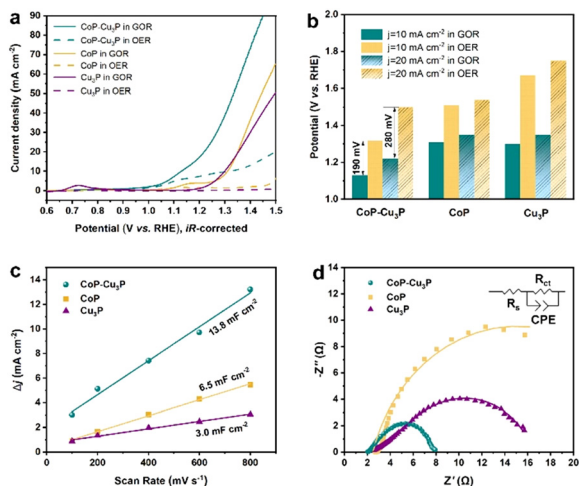 a
Current density (mA cm⁻²)
90
80
70
60
50
40
30
20
10
0
CoP-Cu₃P in GOR
CoP-Cu₃P in OER
CoP in GOR
CoP in OER
Cu₃P in GOR
Cu₃P in OER
0.6 0.7 0.8 0.9 1.0 1.1 1.2 1.3 1.4 1.5
Potential (V vs. RHE), iR-corrected
b
Potential (V vs. RHE)
2.0
1.8
1.6
1.4
1.2
1.0
j=10 mA cm⁻² in GOR
j=10 mA cm⁻² in OER
j=20 mA cm⁻² in GOR
j=20 mA cm⁻² in OER
190 mV
280 mV
CoP-Cu₃P CoP Cu₃P
c
Δj (mA cm⁻²)
14
12
10
8
6
4
2
0
CoP-Cu₃P
CoP
Cu₃P
13.8 mF cm⁻²
6.5 mF cm⁻²
3.0 mF cm⁻²
200 400 600 800
Scan Rate (mV s⁻¹)
d
-Z'' (Ω)
14
12
10
8
6
4
2
0
CoP-Cu₃P
CoP
Cu₃P
Rct
Rs
CPE
0 2 4 6 8 10 12 14 16 18 20
Z' (Ω)